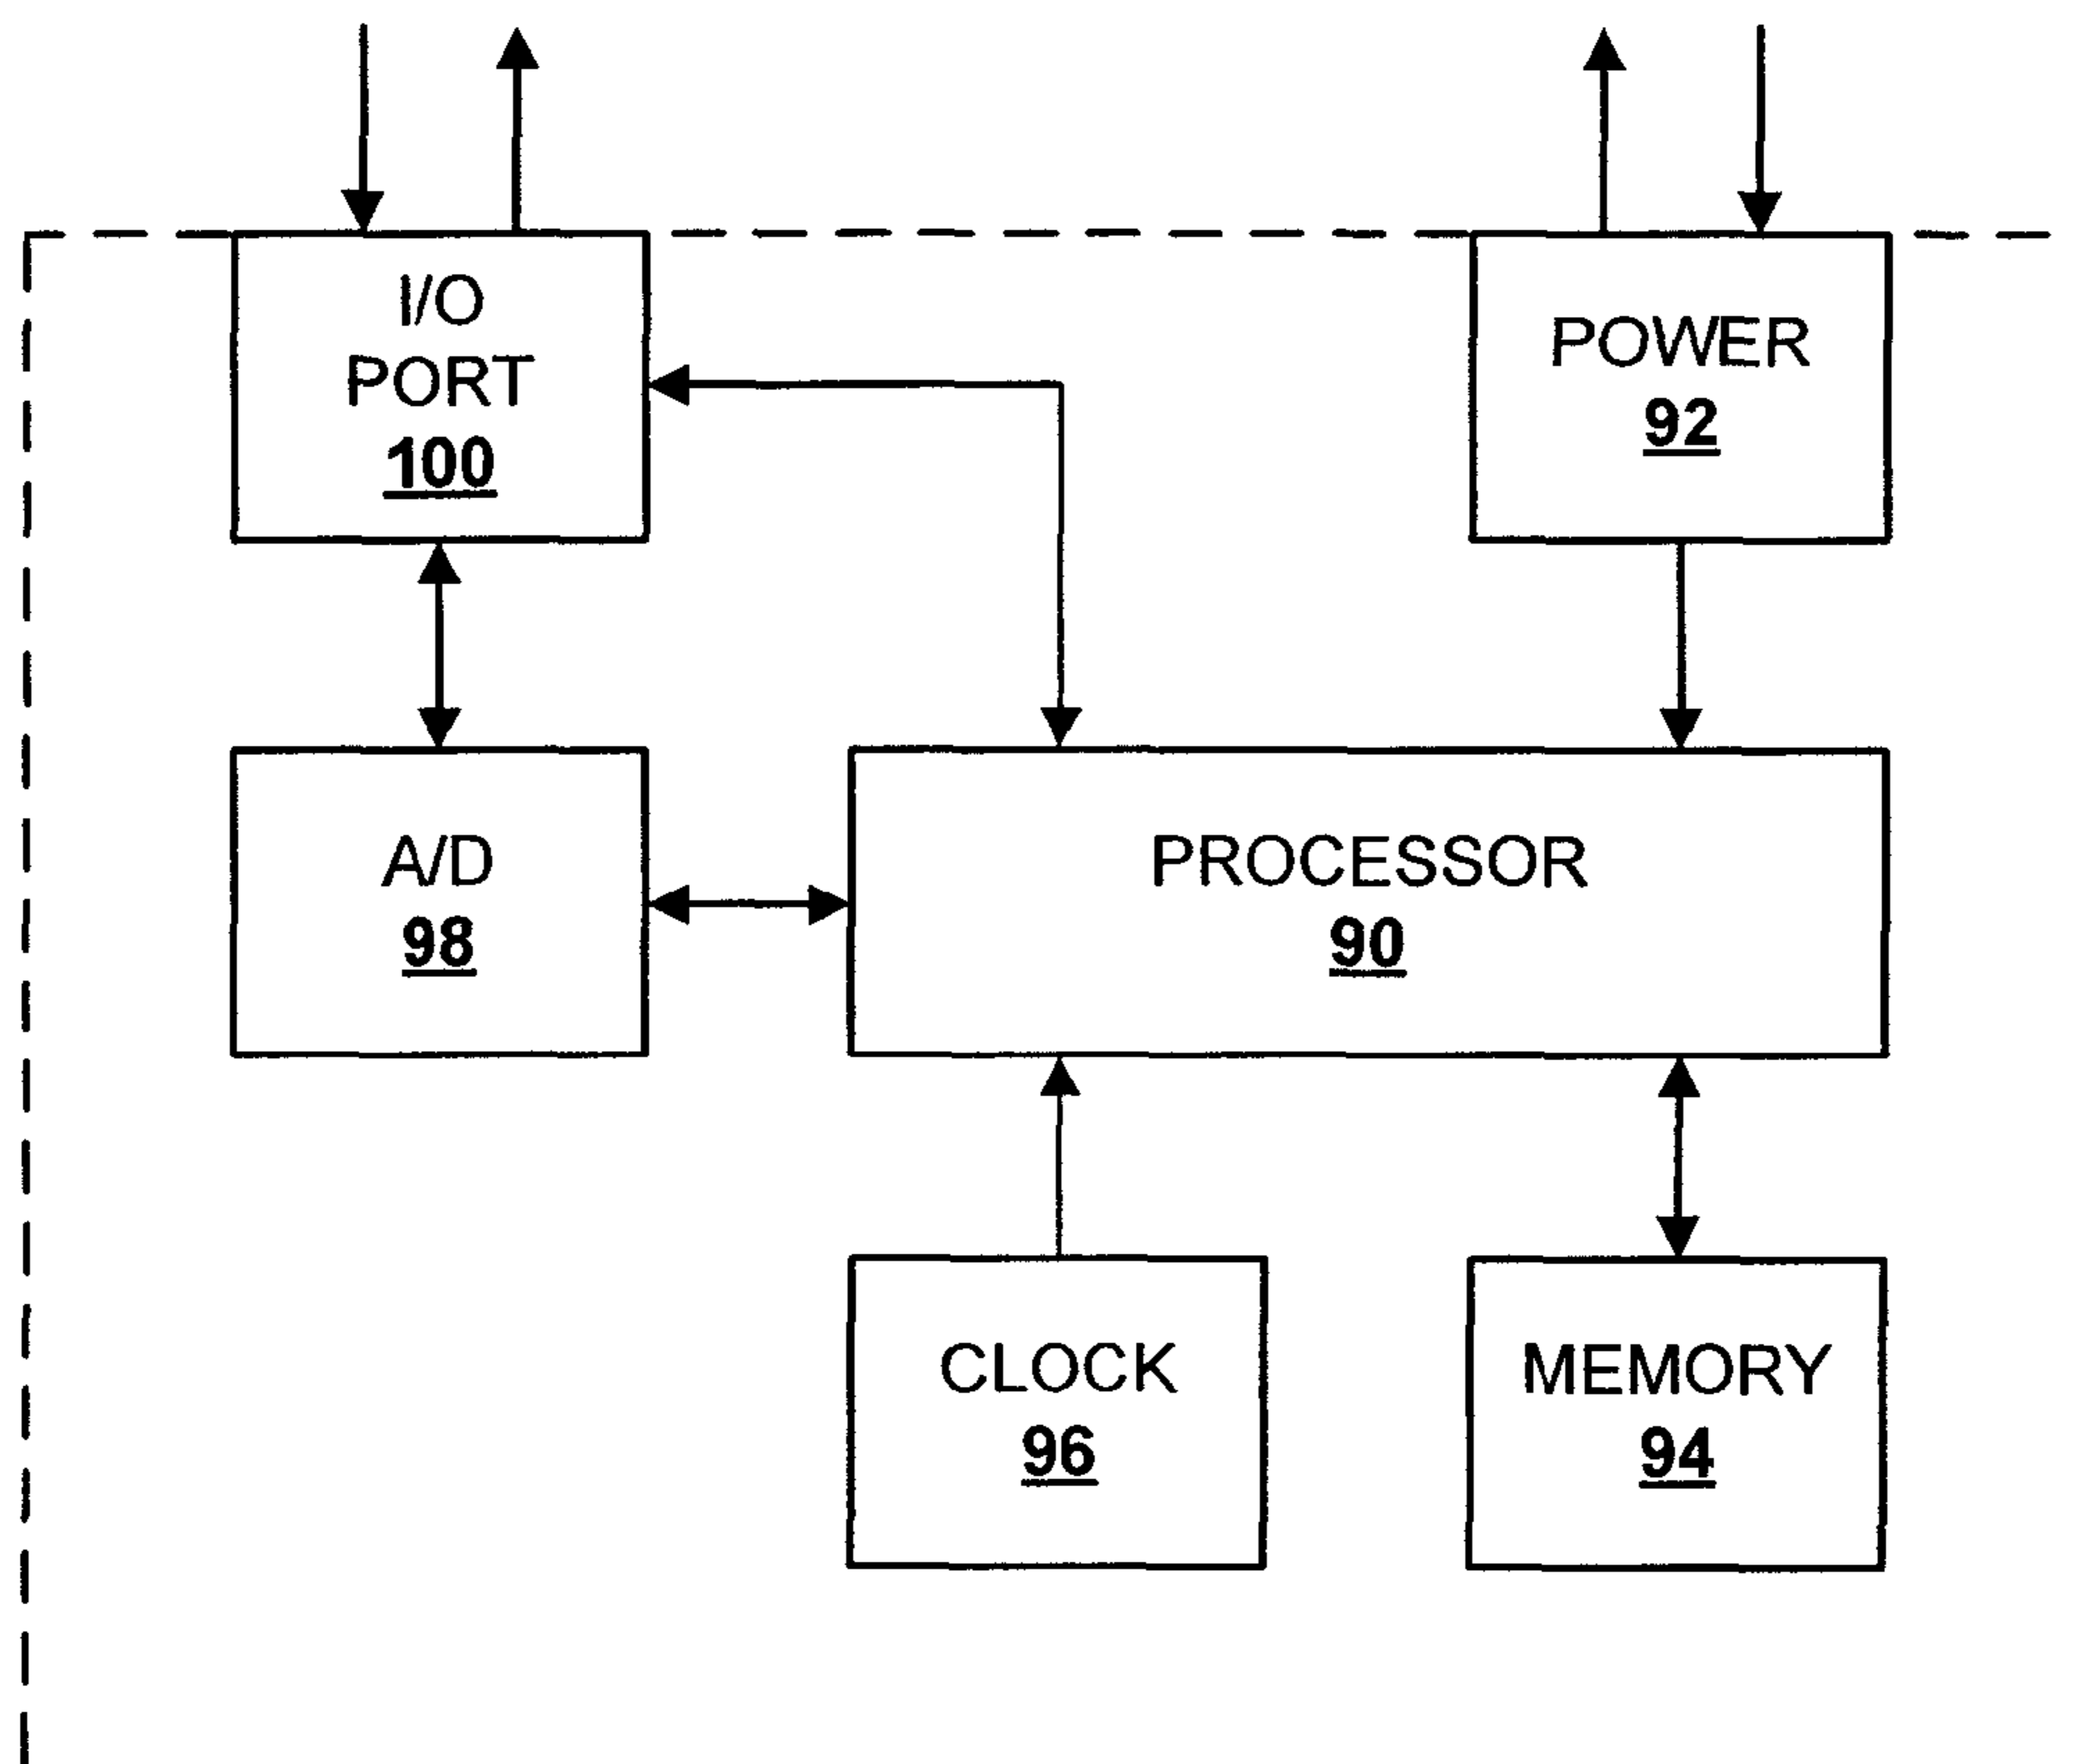 I/O
PORT
100
POWER
92
A/D
98
PROCESSOR
90
CLOCK
96
MEMORY
94